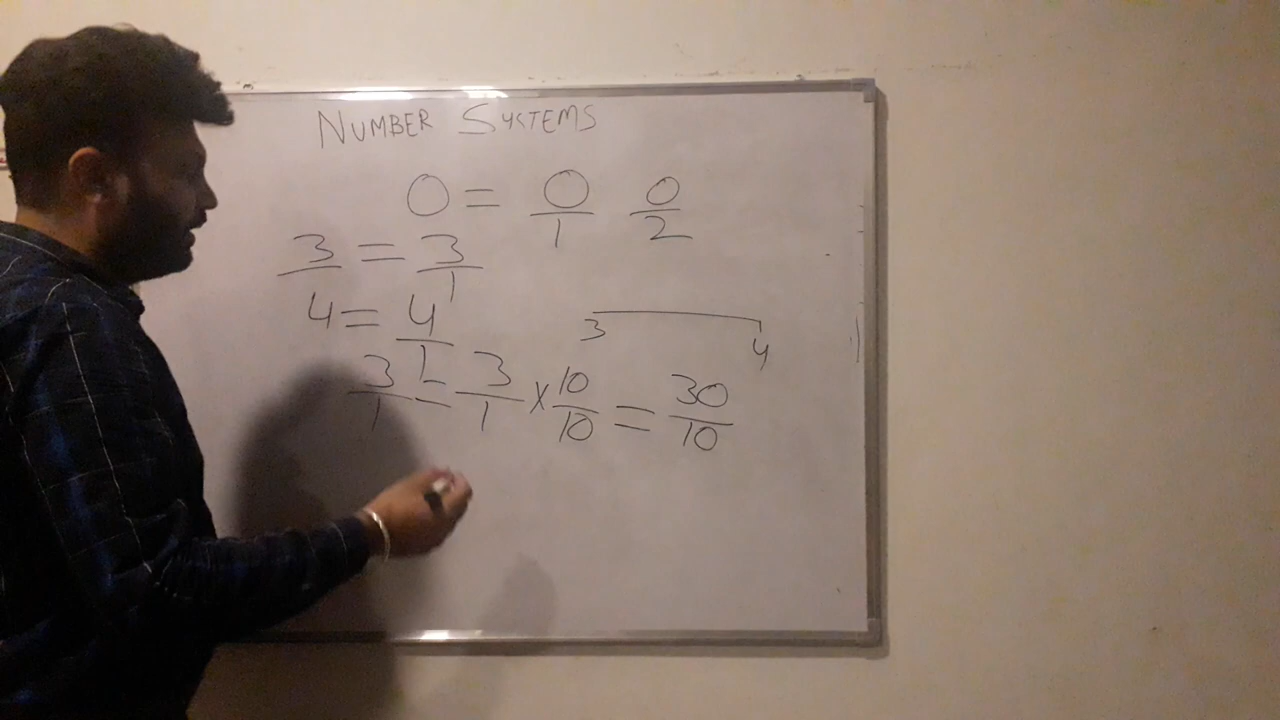 NUMBER SYSTEMS
0 = 0/1 0/2
3 = 3/1
4 = 4/1
3 4
3/1 = 3/1 x 10/10 = 30/10